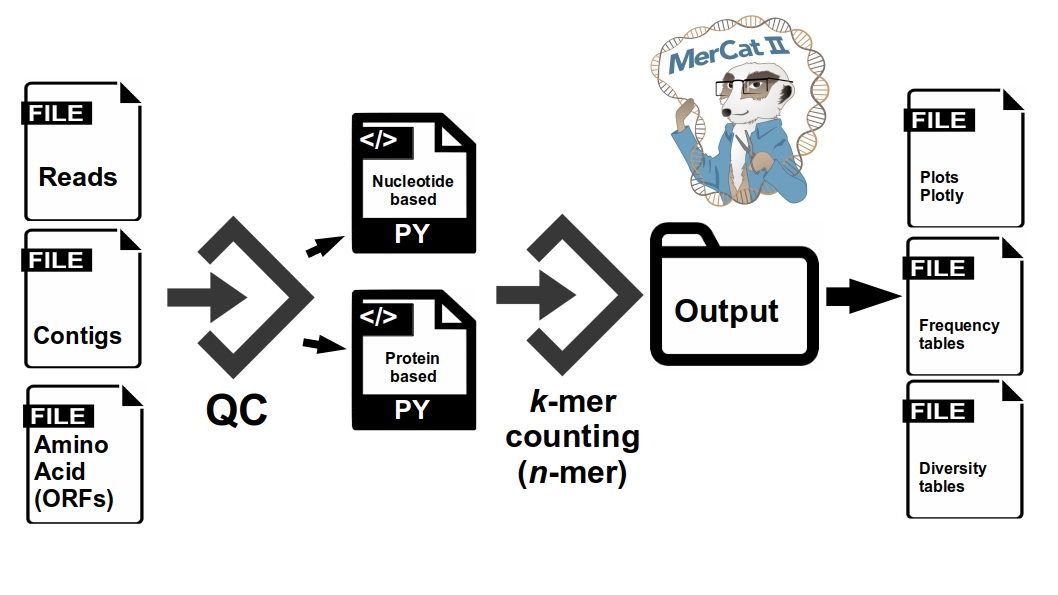 FILE
Reads
FILE
Contigs
FILE
Amino
Acid
(ORFs)
QC
</>
Nucleotide
based
PY
</>
Protein
based
PY
k-mer
counting
(n-mer)
MerCat II
Output
FILE
Plots
Plotly
FILE
Frequency
tables
FILE
Diversity
tables